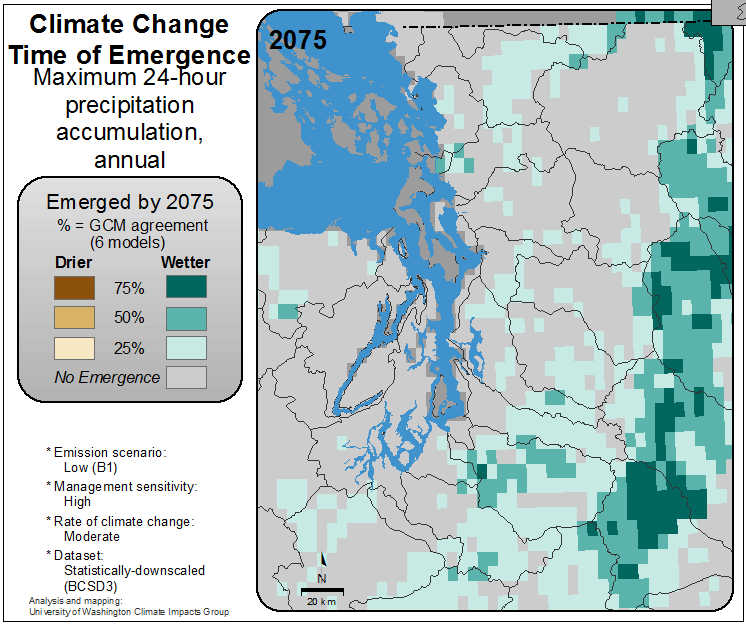 Climate Change
Time of Emergence
Maximum 24-hour
precipitation
accumulation,
annual
Emerged by 2075
% = GCM agreement
(6 models)
Drier Wetter
75%
50%
25%
No Emergence
* Emission scenario:
Low (B1)
* Management sensitivity:
High
* Rate of climate change:
Moderate
* Dataset:
Statistically-downscaled
(BCSD3)
Analysis and mapping:
University of Washington Climate Impacts Group
2075
N
20 km